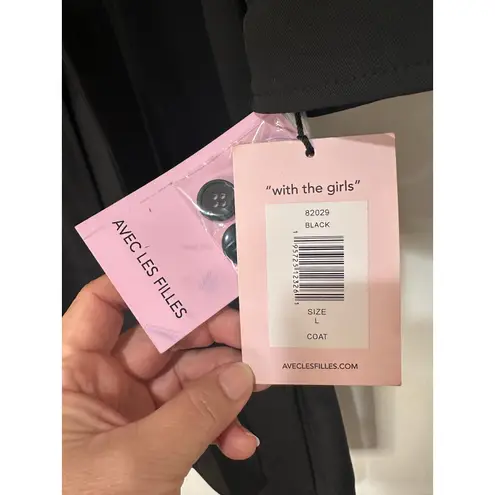 AVEC LES FILLES
"with the girls"
82029
BLACK
SIZE
L
COAT
AVECLESFILLES.COM